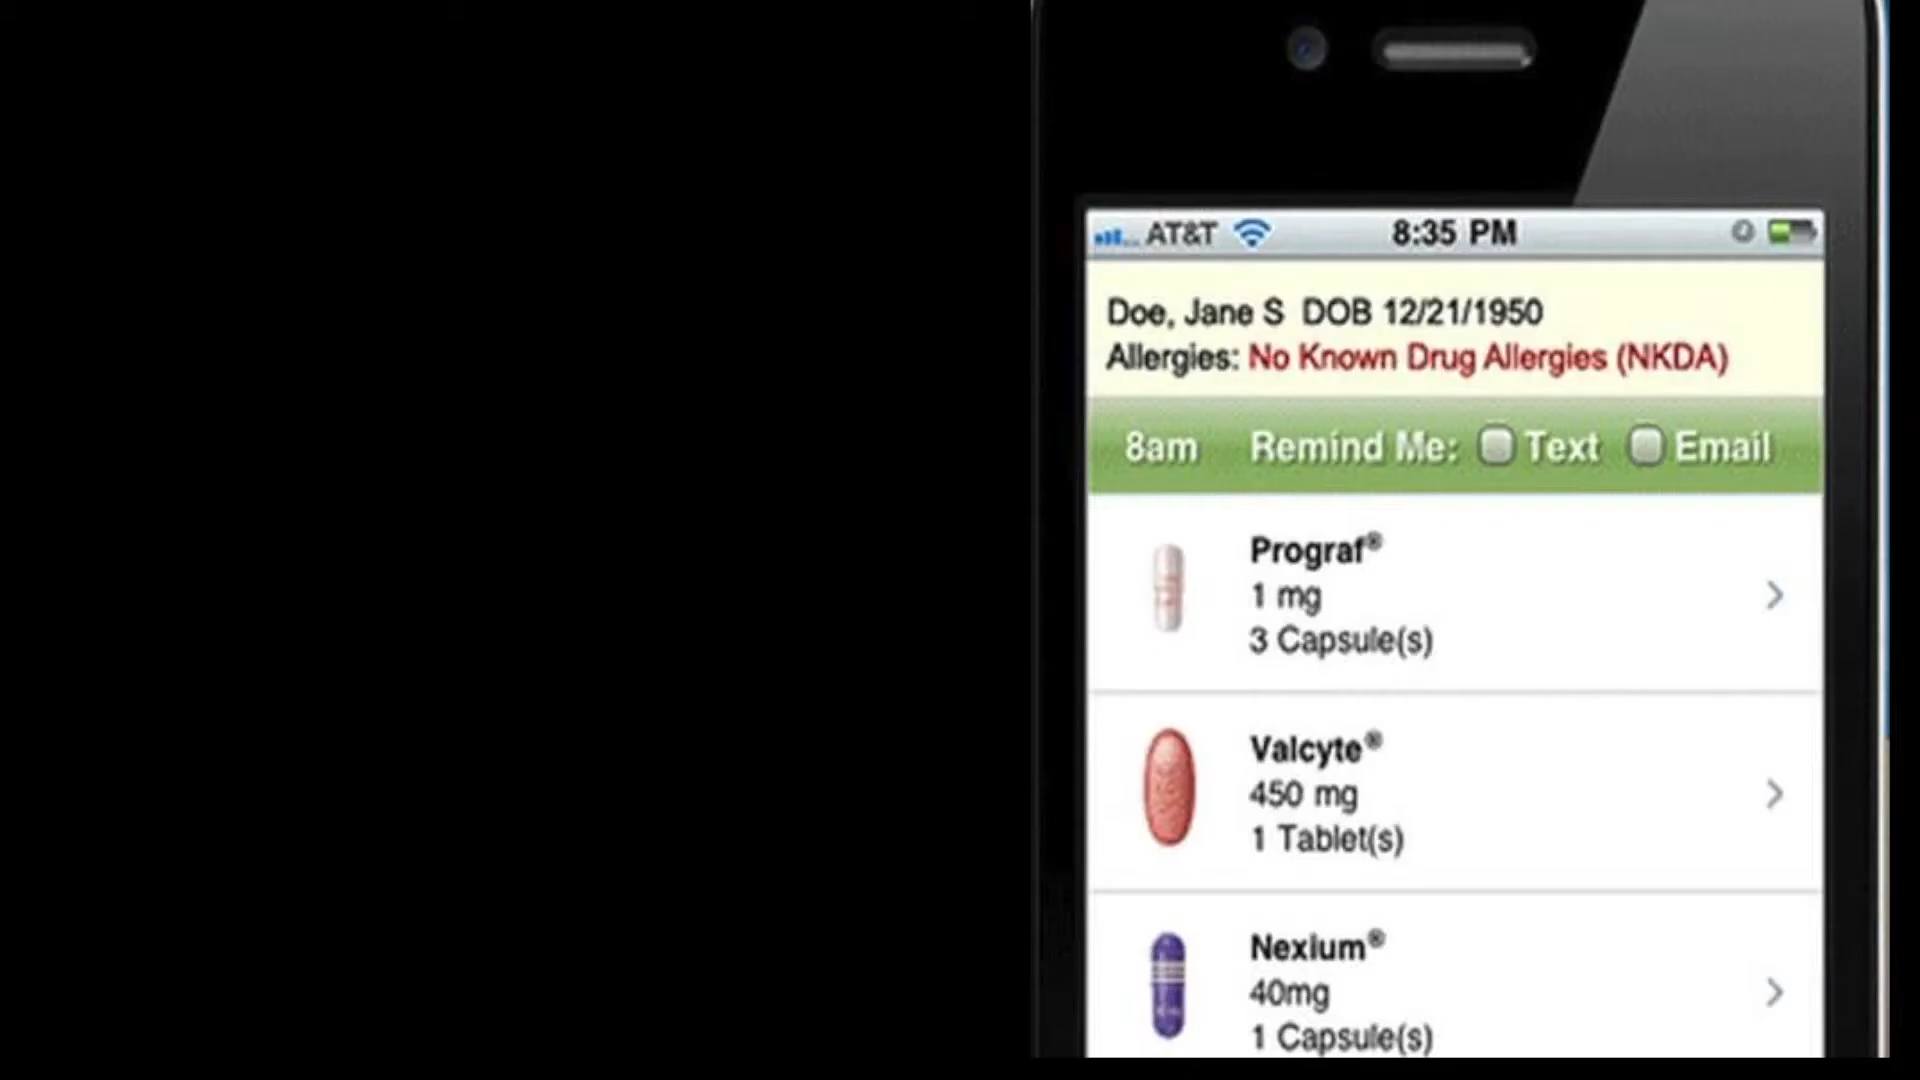 AT&T 8:35 PM
Doe, Jane S DOB 12/21/1950
Allergies: No Known Drug Allergies (NKDA)
8am Remind Me: Text Email
Prograf®
1 mg
3 Capsule(s)
Valcyte®
450 mg
1 Tablet(s)
Nexium®
40mg
1 Capsule(s)